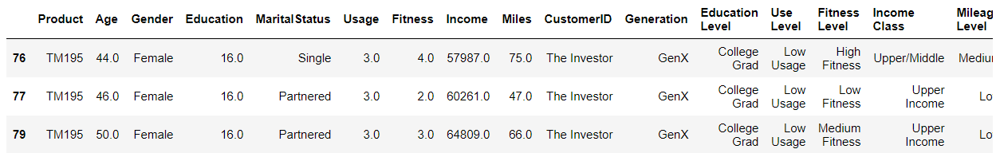 Product Age Gender Education MaritalStatus Usage Fitness Income Miles CustomerID Generation Education Level Use Level Fitness Level Income Class Mileag Level
76 TM195 44.0 Female 16.0 Single 3.0 4.0 57987.0 75.0 The Investor GenX College Grad Low Usage High Fitness Upper/Middle Mediu
77 TM195 46.0 Female 16.0 Partnered 3.0 2.0 60261.0 47.0 The Investor GenX College Grad Low Usage Low Fitness Upper Income Lo
79 TM195 50.0 Female 16.0 Partnered 3.0 3.0 64809.0 66.0 The Investor GenX College Grad Low Usage Medium Fitness Upper Income Lo